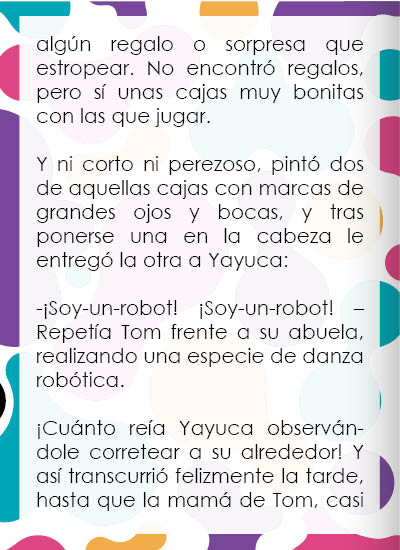 algún regalo o sorpresa que
estropear. No encontró regalos,
pero sí unas cajas muy bonitas
con las que jugar.
Y ni corto ni perezoso, pintó dos
de aquellas cajas con marcas de
grandes ojos y bocas, y tras
ponerse una en la cabeza le
entregó la otra a Yayuca:
-¡Soy-un-robot! ¡Soy-un-robot! –
Repetía Tom frente a su abuela,
realizando una especie de danza
robótica.
¡Cuánto reía Yayuca observán-
dole corretear a su alrededor! Y
así transcurrió felizmente la tarde,
hasta que la mamá de Tom, casi